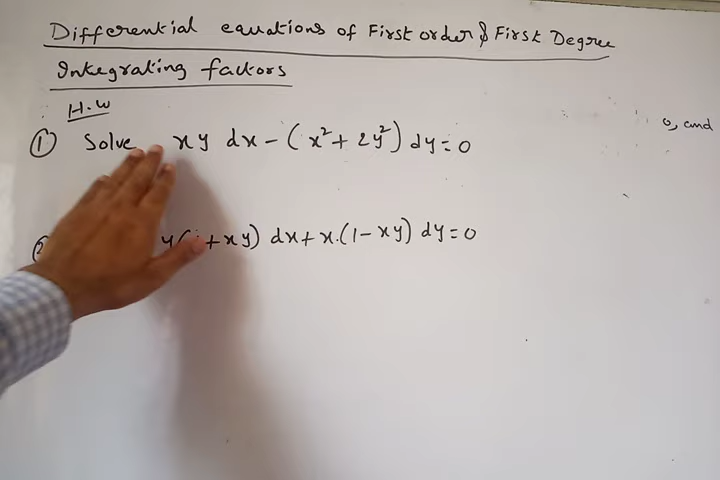 Differential equations of First order & First Degree
Integrating factors
H.W
① Solve xy dx - (x² + 2y²) dy = 0
0, and
y( +xy) dx + x.(1-xy) dy = 0